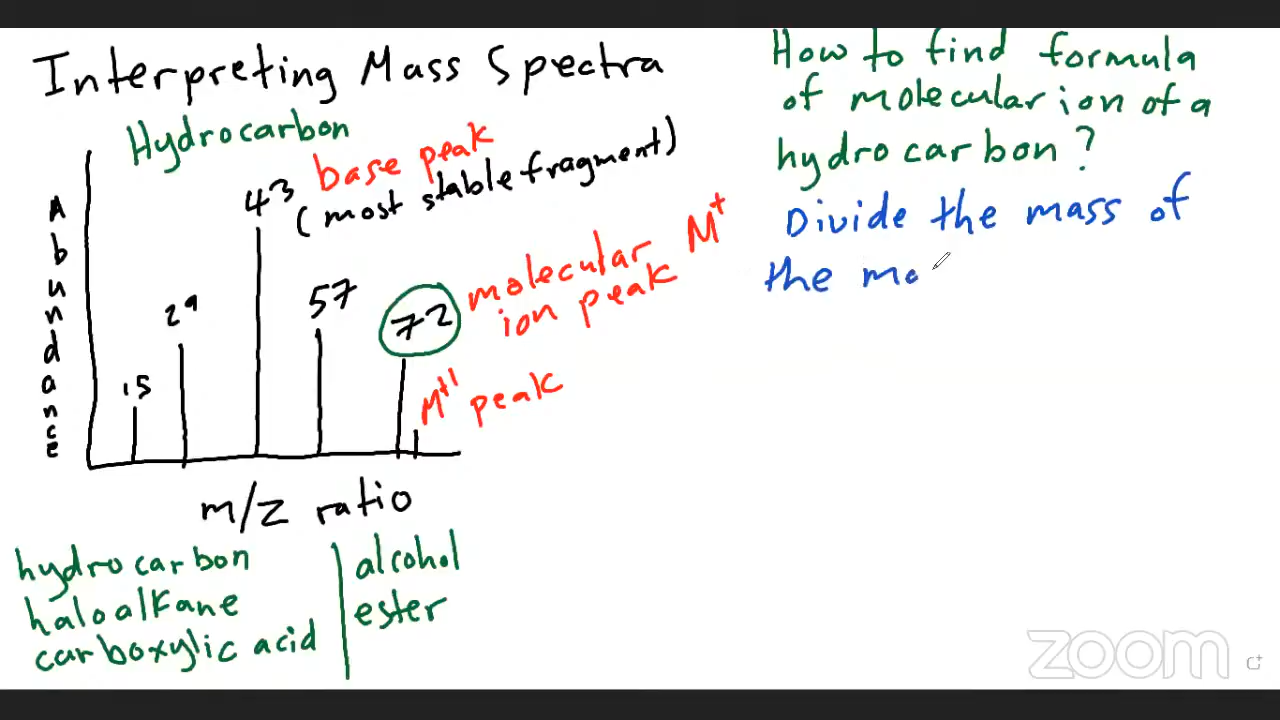 Interpreting Mass Spectra
Hydrocarbon
base peak
(most stable fragment)
43
molecular M+
ion peak
72
57
29
15
M+1 peak
Abundance
m/z ratio
hydrocarbon
haloalkane
carboxylic acid
alcohol
ester
How to find formula
of molecular ion of a
hydrocarbon?
Divide the mass of
the mo
zoom